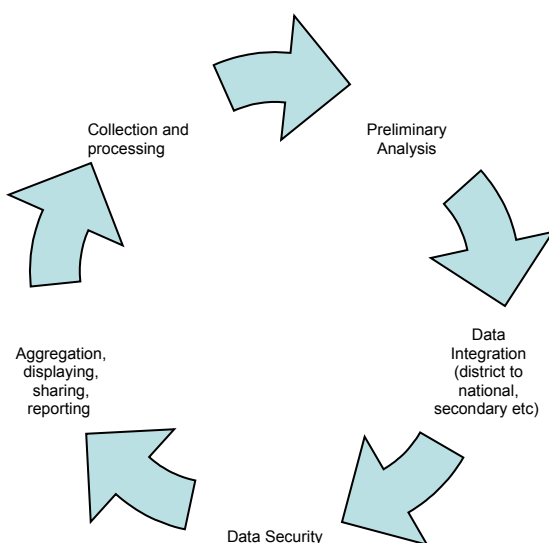 Collection and
processing
Preliminary
Analysis
Data
Integration
(district to
national,
secondary etc)
Data Security
Aggregation,
displaying,
sharing,
reporting